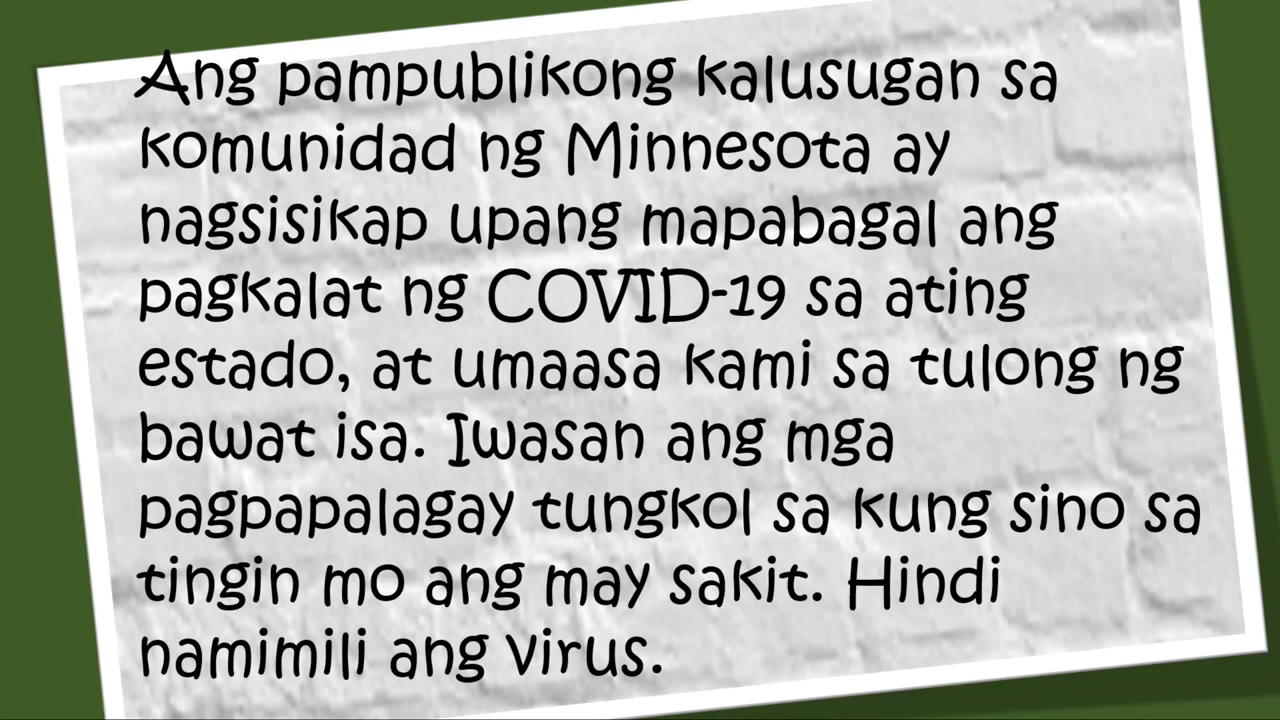 Ang pampublikong kalusugan sa
komunidad ng Minnesota ay
nagsisikap upang mapabagal ang
pagkalat ng COVID-19 sa ating
estado, at umaasa kami sa tulong ng
bawat isa. Iwasan ang mga
pagpapalagay tungkol sa kung sino sa
tingin mo ang may sakit. Hindi
namimili ang virus.